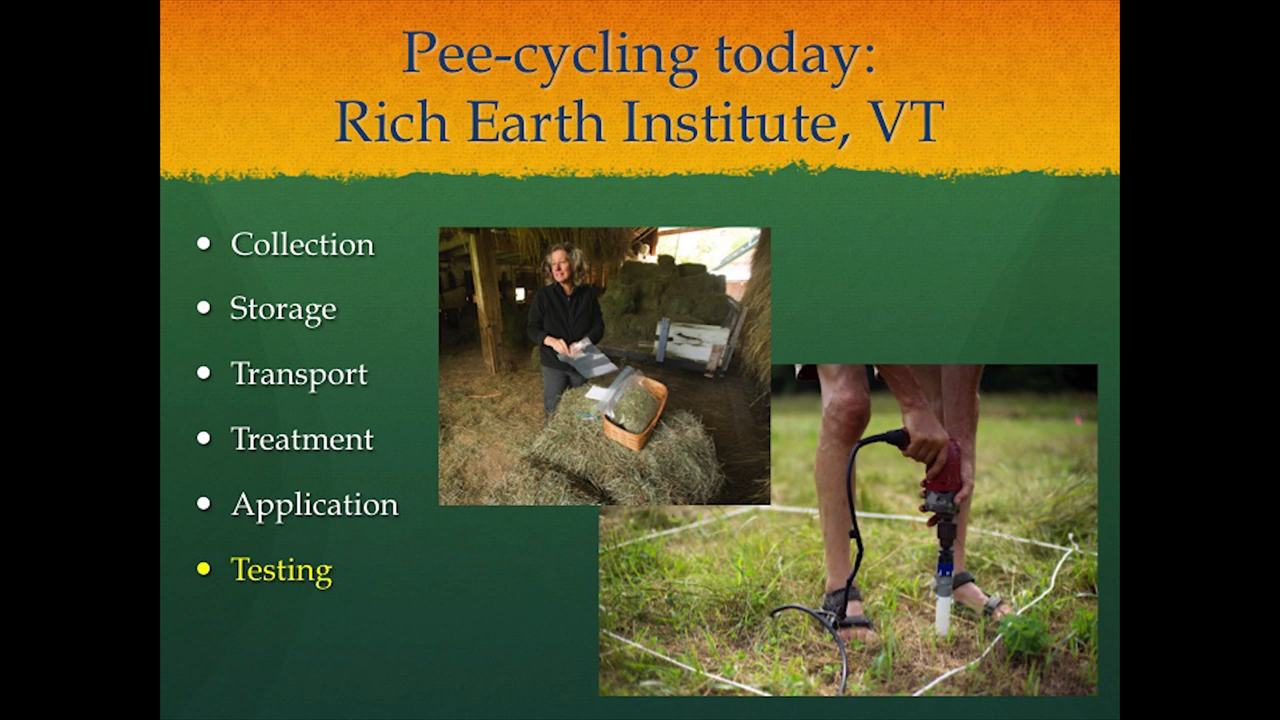 Pee-cycling today:
Rich Earth Institute, VT
• Collection
• Storage
• Transport
• Treatment
• Application
• Testing